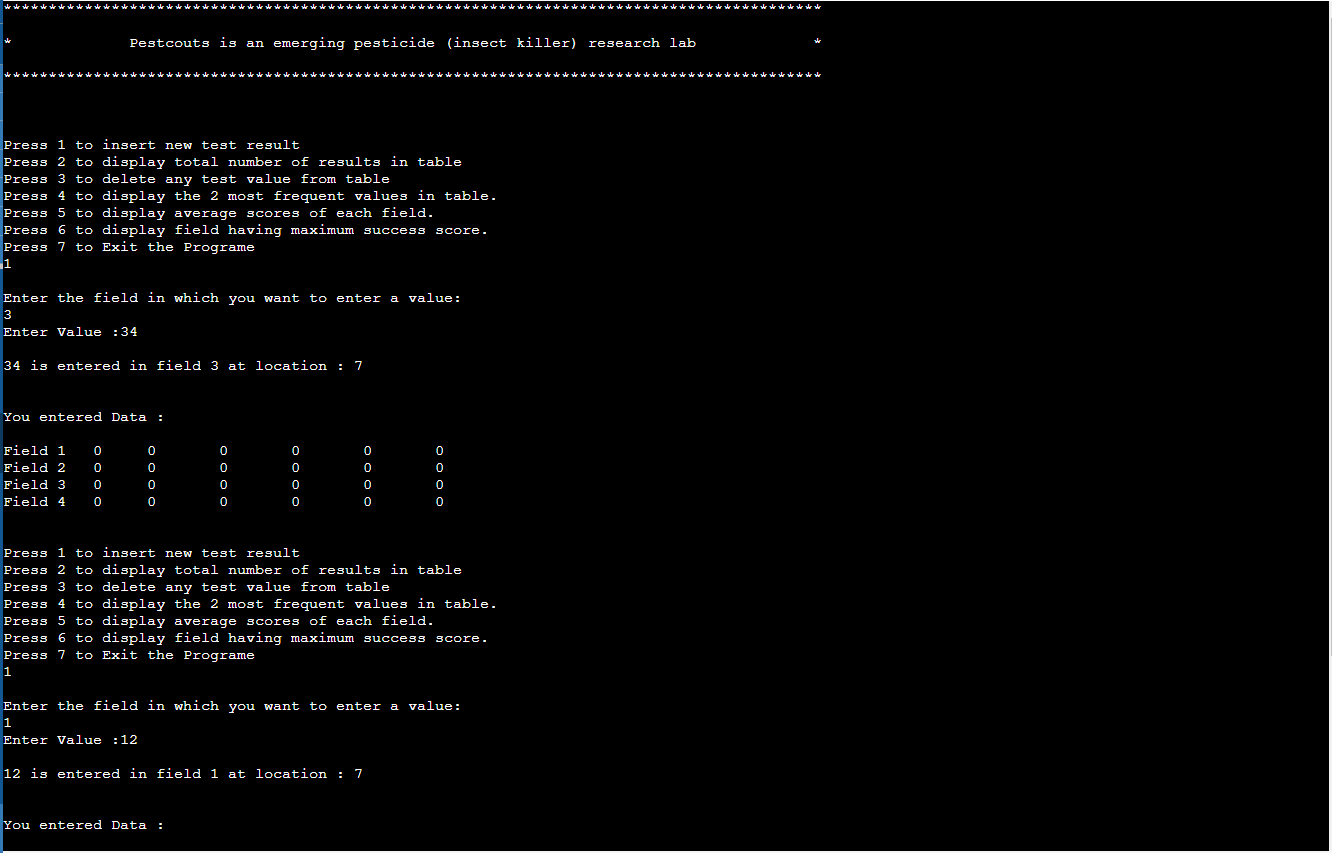 *******************************************************************************************
* Pestcouts is an emerging pesticide (insect killer) research lab *
*******************************************************************************************
Press 1 to insert new test result
Press 2 to display total number of results in table
Press 3 to delete any test value from table
Press 4 to display the 2 most frequent values in table.
Press 5 to display average scores of each field.
Press 6 to display field having maximum success score.
Press 7 to Exit the Programe
1
Enter the field in which you want to enter a value:
3
Enter Value :34
34 is entered in field 3 at location : 7
You entered Data :
Field 1 0 0 0 0 0 0
Field 2 0 0 0 0 0 0
Field 3 0 0 0 0 0 0
Field 4 0 0 0 0 0 0
Press 1 to insert new test result
Press 2 to display total number of results in table
Press 3 to delete any test value from table
Press 4 to display the 2 most frequent values in table.
Press 5 to display average scores of each field.
Press 6 to display field having maximum success score.
Press 7 to Exit the Programe
1
Enter the field in which you want to enter a value:
1
Enter Value :12
12 is entered in field 1 at location : 7
You entered Data :